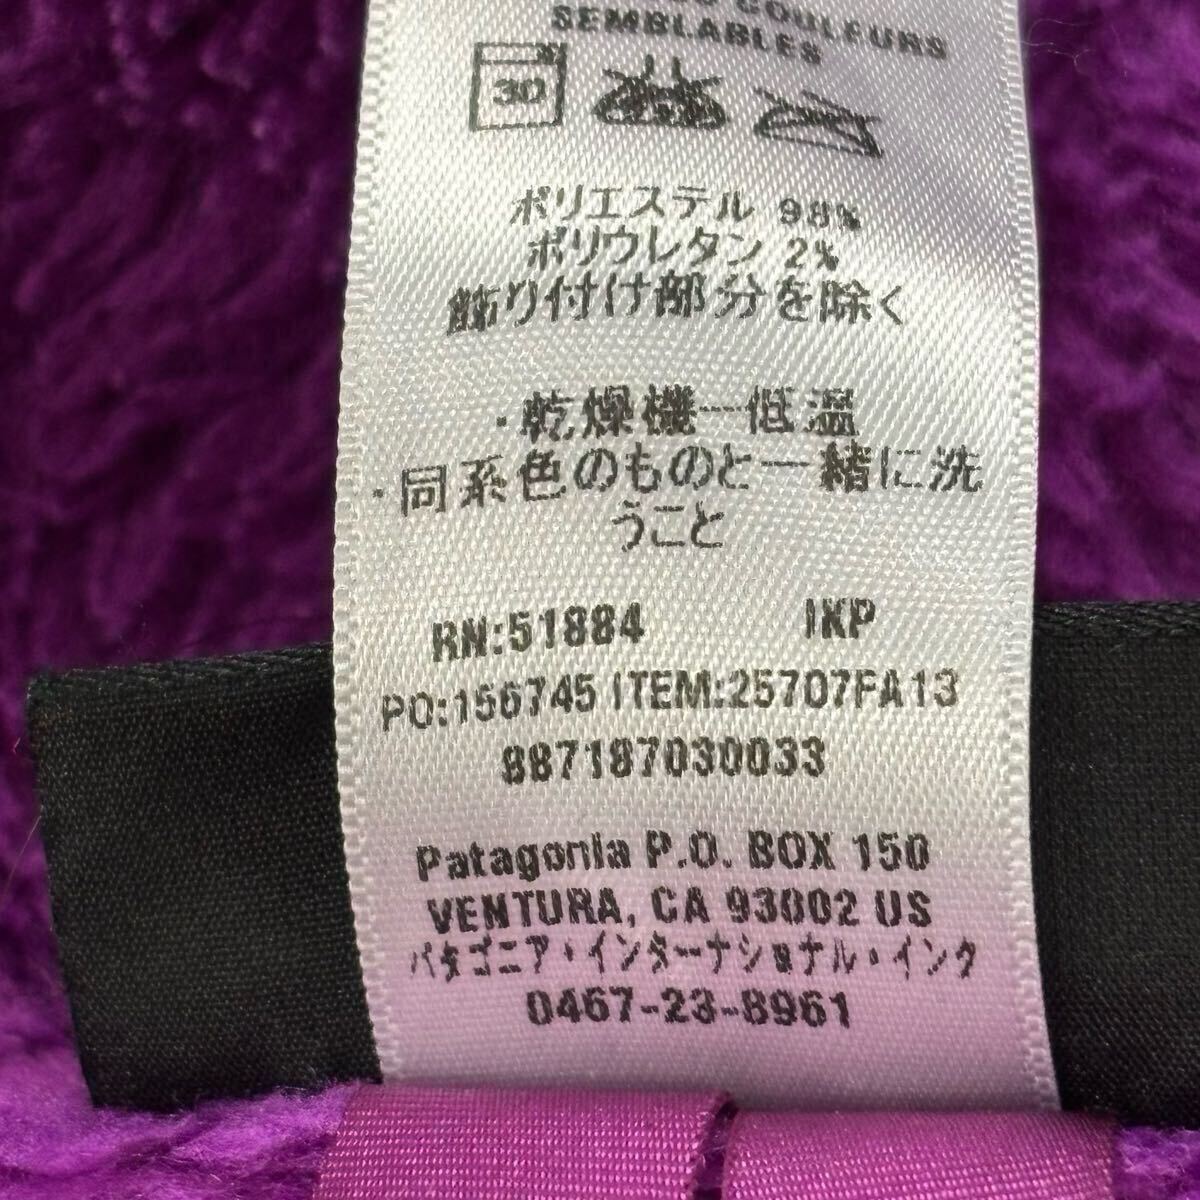 COULEURS
SEMBLABLES
30
ポリエステル 98%
ポリウレタン 2%
飾り付け部分を除く
・乾燥機一低温
・同系色のものと一緒に洗
うこと
RN:51884 IKP
PO:156745 ITEM:25707FA13
887187030033
Patagonia P.O. BOX 150
VENTURA, CA 93002 US
パタゴニア・インターナショナル・インク
0467-23-8961